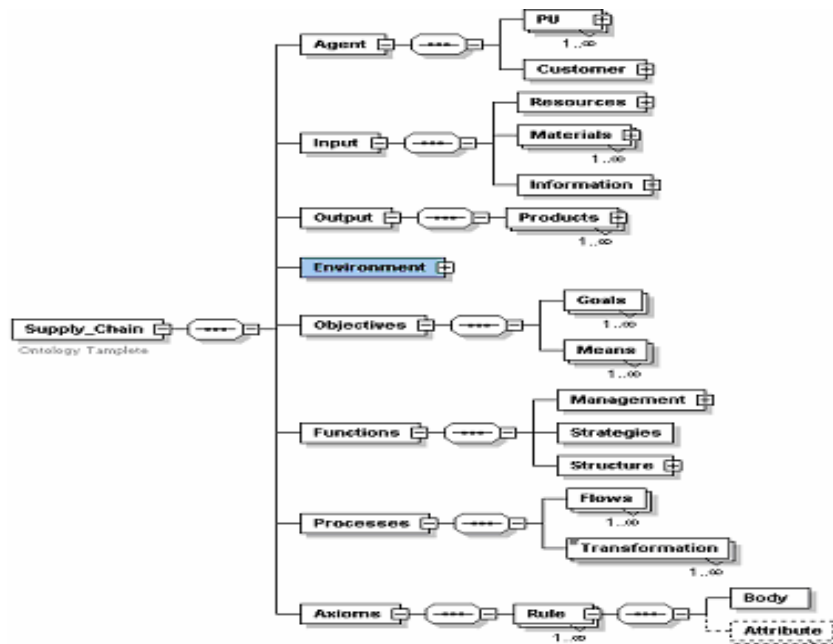 PU
1..∞
Agent
Customer
Resources
Input
Materials
1..∞
Information
Output
Products
1..∞
Environment
Supply_Chain
Ontology Tamplete
Objectives
Goals
1..∞
Means
1..∞
Management
Functions
Strategies
Structure
Flows
1..∞
Processes
Transformation
1..∞
Body
Axioms
Rule
1..∞
Attribute